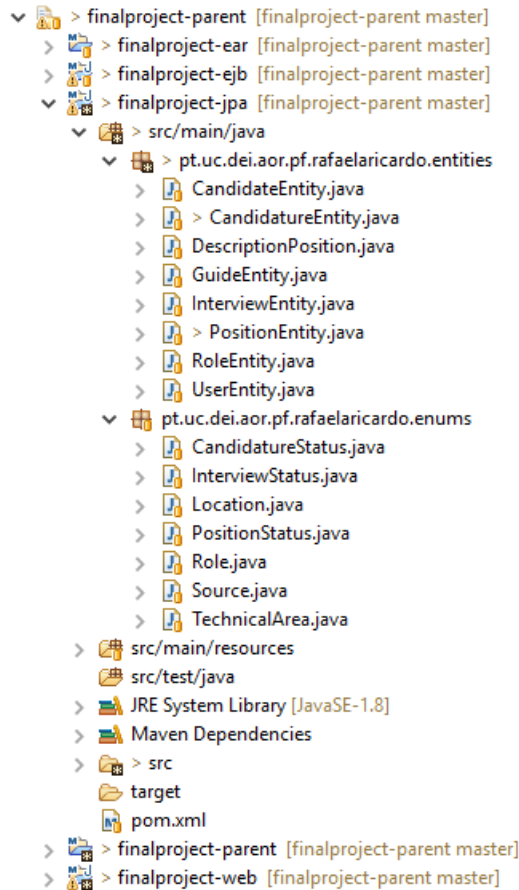 > finalproject-parent [finalproject-parent master]
> finalproject-ear [finalproject-parent master]
> finalproject-ejb [finalproject-parent master]
> finalproject-jpa [finalproject-parent master]
> src/main/java
> pt.uc.dei.aor.pf.rafaelaricardo.entities
CandidateEntity.java
> CandidatureEntity.java
DescriptionPosition.java
GuideEntity.java
InterviewEntity.java
> PositionEntity.java
RoleEntity.java
UserEntity.java
pt.uc.dei.aor.pf.rafaelaricardo.enums
CandidatureStatus.java
InterviewStatus.java
Location.java
PositionStatus.java
Role.java
Source.java
TechnicalArea.java
src/main/resources
src/test/java
JRE System Library [JavaSE-1.8]
Maven Dependencies
> src
target
pom.xml
> finalproject-parent [finalproject-parent master]
> finalproject-web [finalproject-parent master]